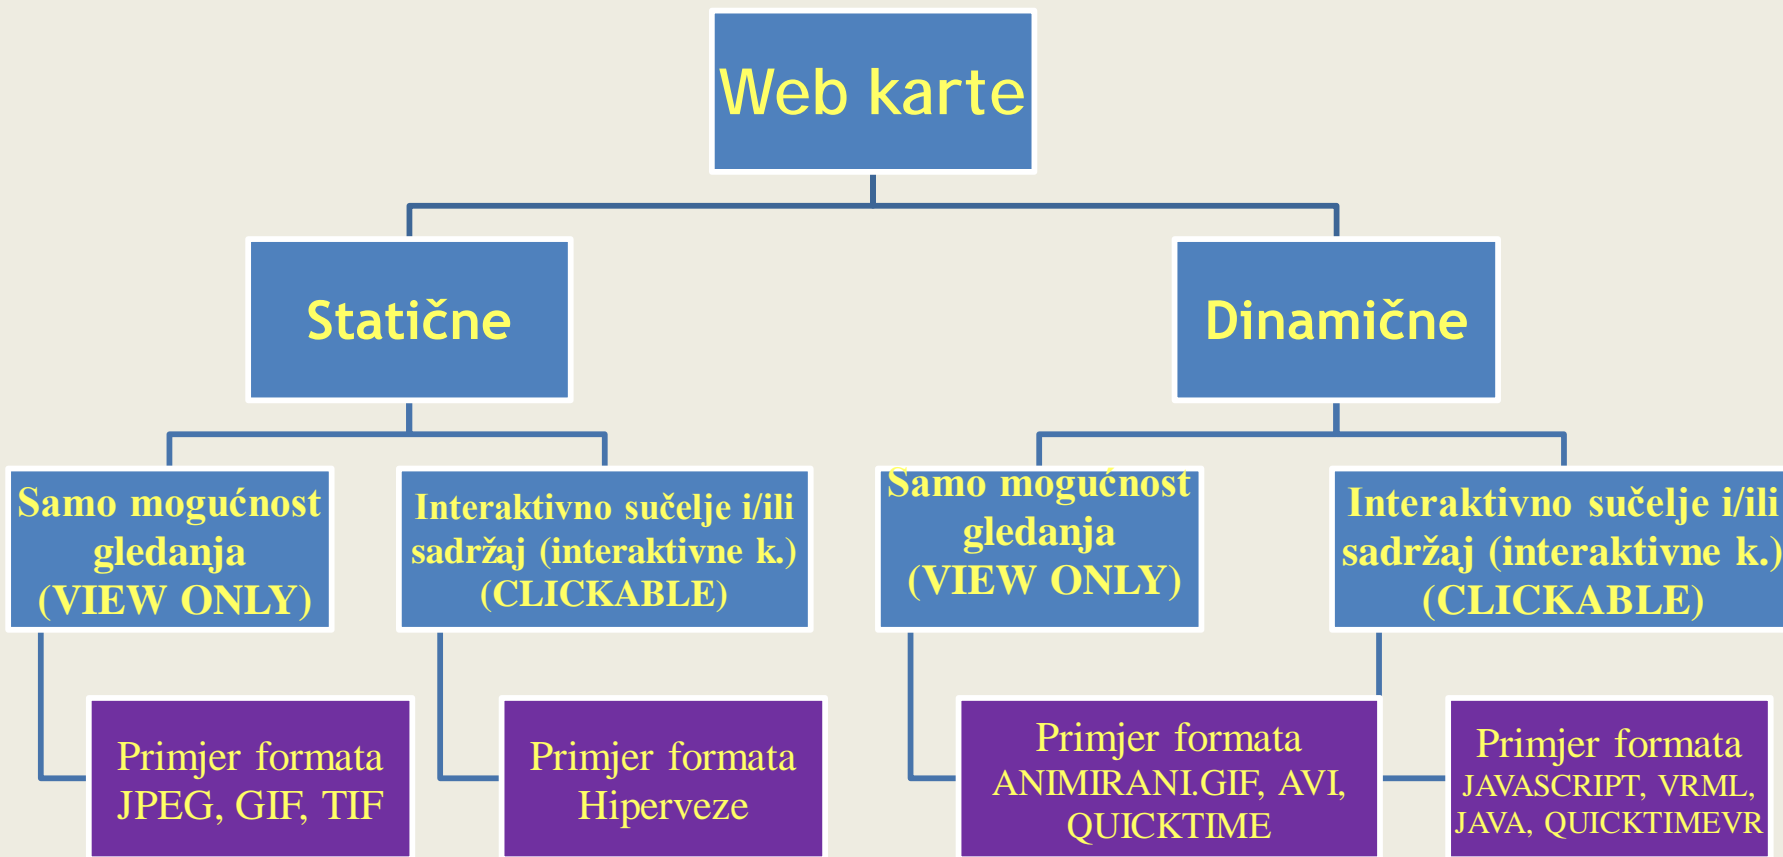 Web karte
Statične
Dinamične
Samo mogućnost
gledanja
(VIEW ONLY)
Interaktivno sučelje i/ili
sadržaj (interaktivne k.)
(CLICKABLE)
Samo mogućnost
gledanja
(VIEW ONLY)
Interaktivno sučelje i/ili
sadržaj (interaktivne k.)
(CLICKABLE)
Primjer formata
JPEG, GIF, TIF
Primjer formata
Hiperveze
Primjer formata
ANIMIRANI.GIF, AVI,
QUICKTIME
Primjer formata
JAVASCRIPT, VRML,
JAVA, QUICKTIMEVR